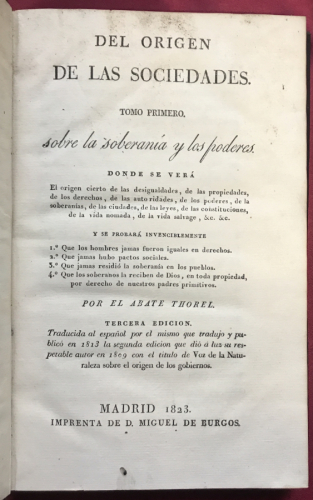 DEL ORIGEN
DE LAS SOCIEDADES.
TOMO PRIMERO.
sobre la soberanía y los poderes.
DONDE SE VERÁ
El origen cierto de las desigualdades, de las propiedades,
de los derechos, de las autoridades, de los poderes, de la
soberanías, de las ciudades, de las leyes, de las constituciones,
de la vida nomada, de la vida salvage, &c. &c.
Y SE PROBARÁ INVENCIBLEMENTE
1.º Que los hombres jamas fueron iguales en derechos.
2.º Que jamas hubo pactos sociales.
3.º Que jamas residió la soberanía en los pueblos.
4.º Que los soberanos la reciben de Dios, en toda propiedad,
por derecho de nuestros padres primitivos.
POR EL ABATE THOREL.
TERCERA EDICION.
Traducida al español por el mismo que tradujo y pu-
blicó en 1813 la segunda edicion que dió á luz su res-
petable autor en 1809 con el titulo de Voz de la Natu-
raleza sobre el origen de los gobiernos.
MADRID 1823.
IMPRENTA DE D. MIGUEL DE BURGOS.